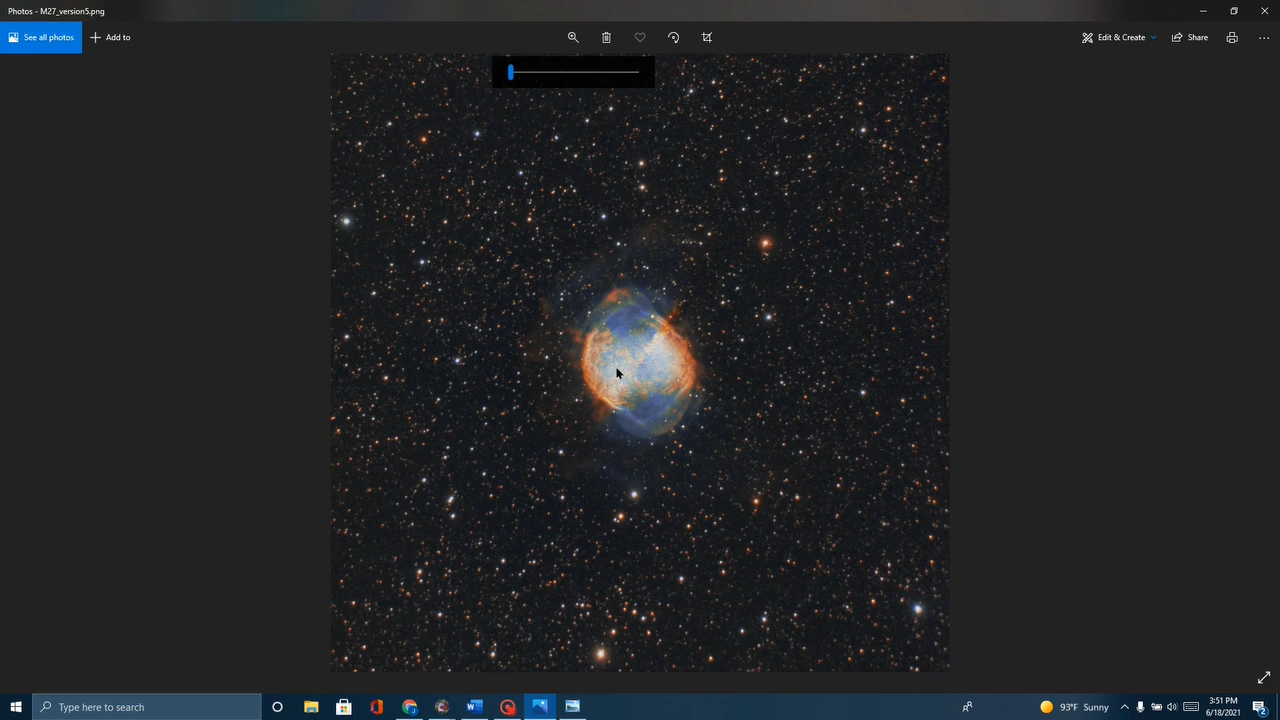 Photos - M27_version5.png
See all photos
Add to
Edit & Create
Share
Type here to search
93°F Sunny
3:51 PM
6/18/2021
2